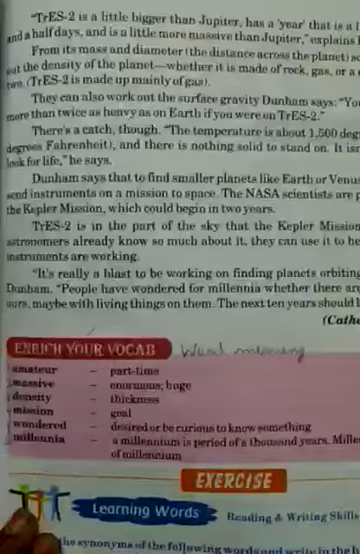 "TrES-2 is a little bigger than Jupiter, has a 'year' that is a
and a half days, and is a little more massive than Jupiter," explains
From its mass and diameter (the distance across the planet)
out the density of the planet—whether it is made of rock, gas, or a
two. (TrES-2 is made up mainly of gas).
They can also work out the surface gravity Dunham says: "You
more than twice as heavy as on Earth if you were on TrES-2."
There's a catch, though. "The temperature is about 1,500
degrees Fahrenheit), and there is nothing solid to stand on. It
look for life," he says.
Dunham says that to find smaller planets like Earth or Venus
send instruments on a mission to space. The NASA scientists are
the Kepler Mission, which could begin in two years.
TrES-2 is in the part of the sky that the Kepler Mission
astronomers already know so much about it, they can use it to
instruments are working.
"It's really a blast to be working on finding planets orbiting
Dunham. "People have wondered for millennia whether there
ours, maybe with living things on them. The next ten years should
(Cathe
ENRICH YOUR VOCAB Word meaning
amateur – part-time
massive – enormous; huge
density – thickness
mission – goal
wondered – desired or be curious to know something
millennia – a millennium is period of a thousand years. Mille
of millennium
EXERCISE
Learning Words Reading & Writing Skills
the synonyms of the following words and write in the